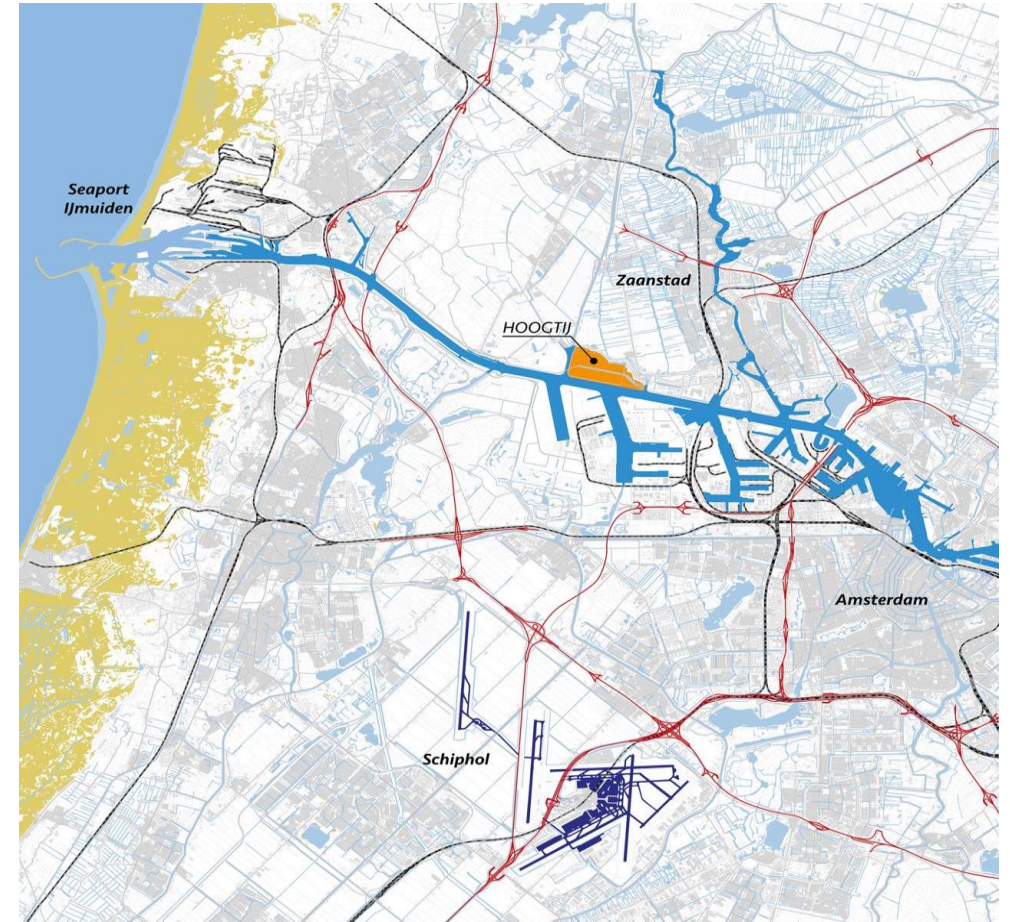 Seaport
IJmuiden
Zaanstad
HOOGTIJ
Amsterdam
Schiphol